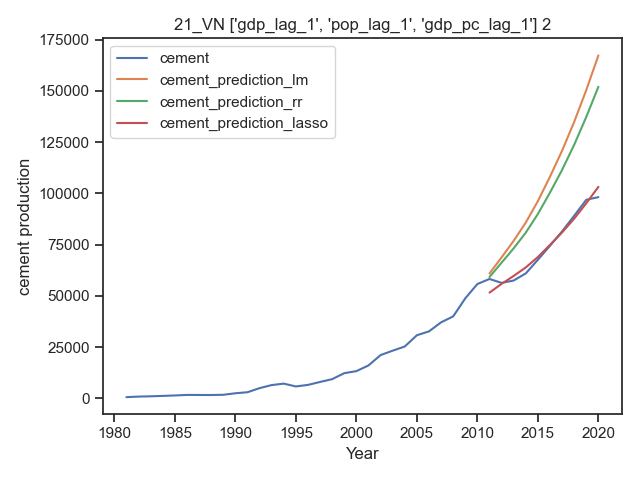 21_VN ['gdp_lag_1', 'pop_lag_1', 'gdp_pc_lag_1'] 2
cement
cement_prediction_lm
cement_prediction_rr
cement_prediction_lasso
cement production
175000
150000
125000
100000
75000
50000
25000
0
1980 1985 1990 1995 2000 2005 2010 2015 2020
Year